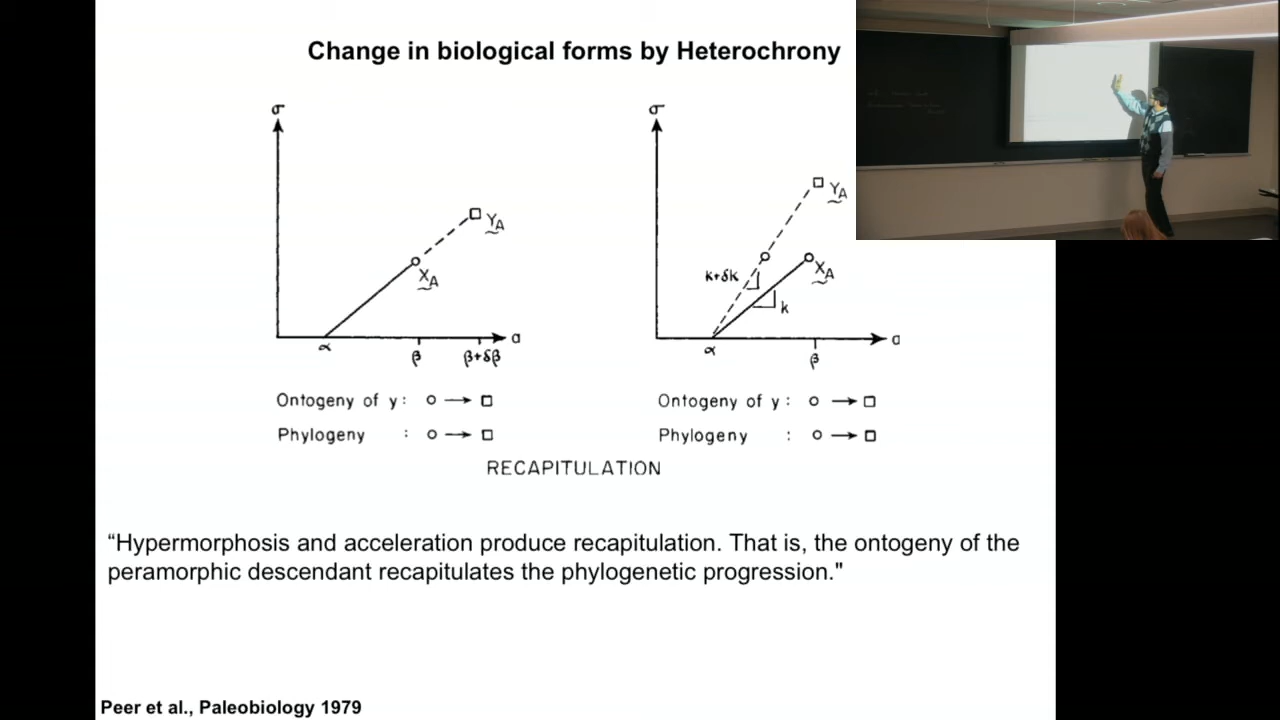 Change in biological forms by Heterochrony
σ
Y_A
X_A
α
β
β+δβ
a
Ontogeny of y: ○ → □
Phylogeny : ○ → □
σ
Y_A
X_A
k+δk
k
α
β
a
Ontogeny of y: ○ → □
Phylogeny : ○ → □
RECAPITULATION
“Hypermorphosis and acceleration produce recapitulation. That is, the ontogeny of the
peramorphic descendant recapitulates the phylogenetic progression."
Peer et al., Paleobiology 1979